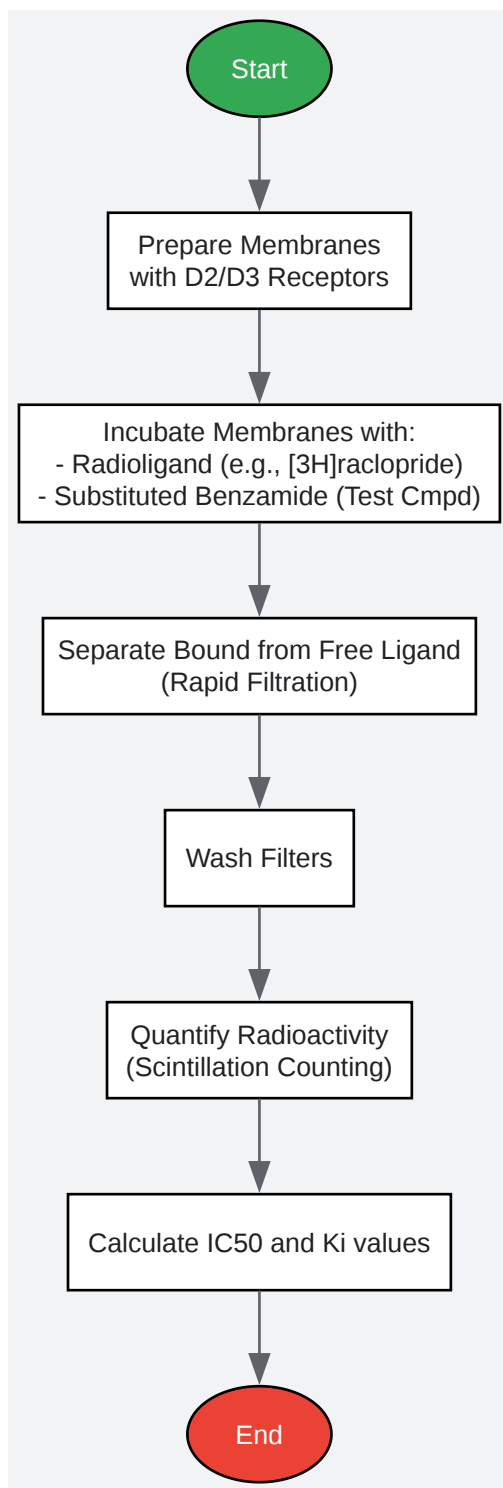 Start
Prepare Membranes
with D2/D3 Receptors
Incubate Membranes with:
- Radioligand (e.g., [3H]raclopride)
- Substituted Benzamide (Test Cmpd)
Separate Bound from Free Ligand
(Rapid Filtration)
Wash Filters
Quantify Radioactivity
(Scintillation Counting)
Calculate IC50 and Ki values
End